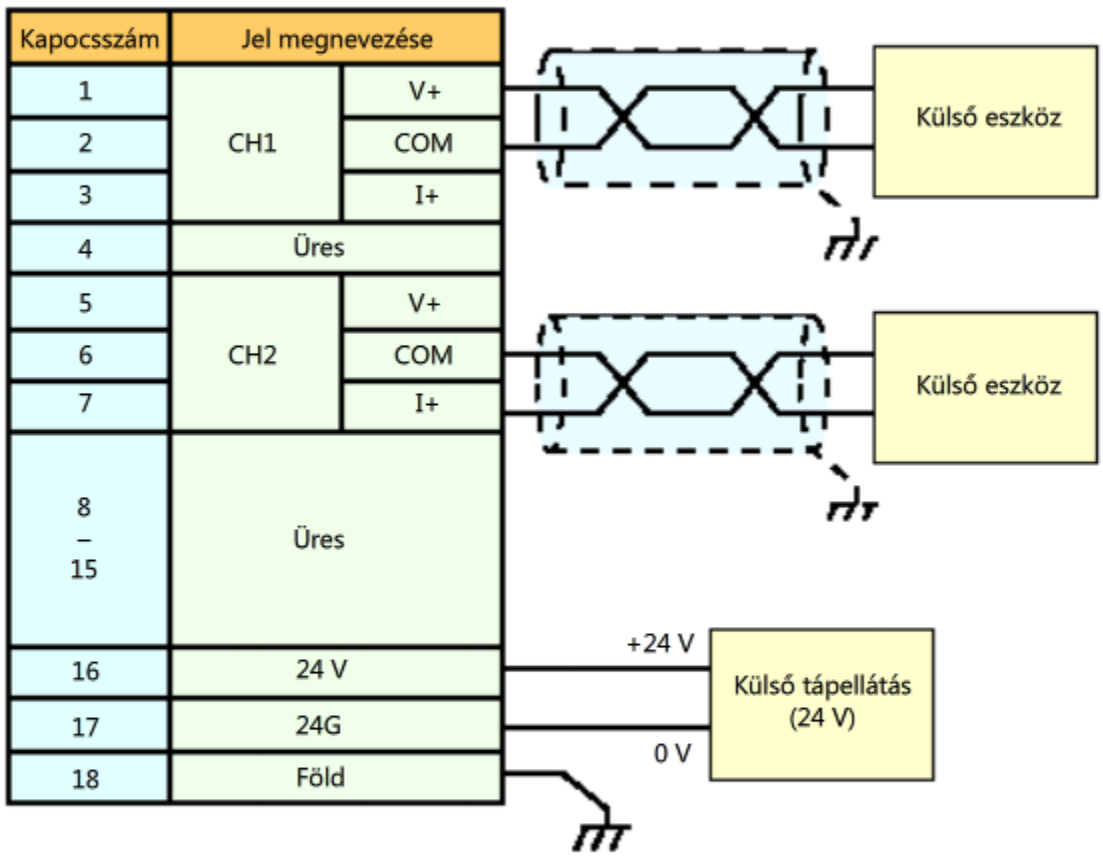 Kapocsszám Jel megnevezése
1 CH1 V+
2 COM
3 I+
Külső eszköz
4 Üres
5 CH2 V+
6 COM
7 I+
Külső eszköz
8
–
15
Üres
16 24 V
17 24G
18 Föld
+24 V
0 V
Külső tápellátás
(24 V)